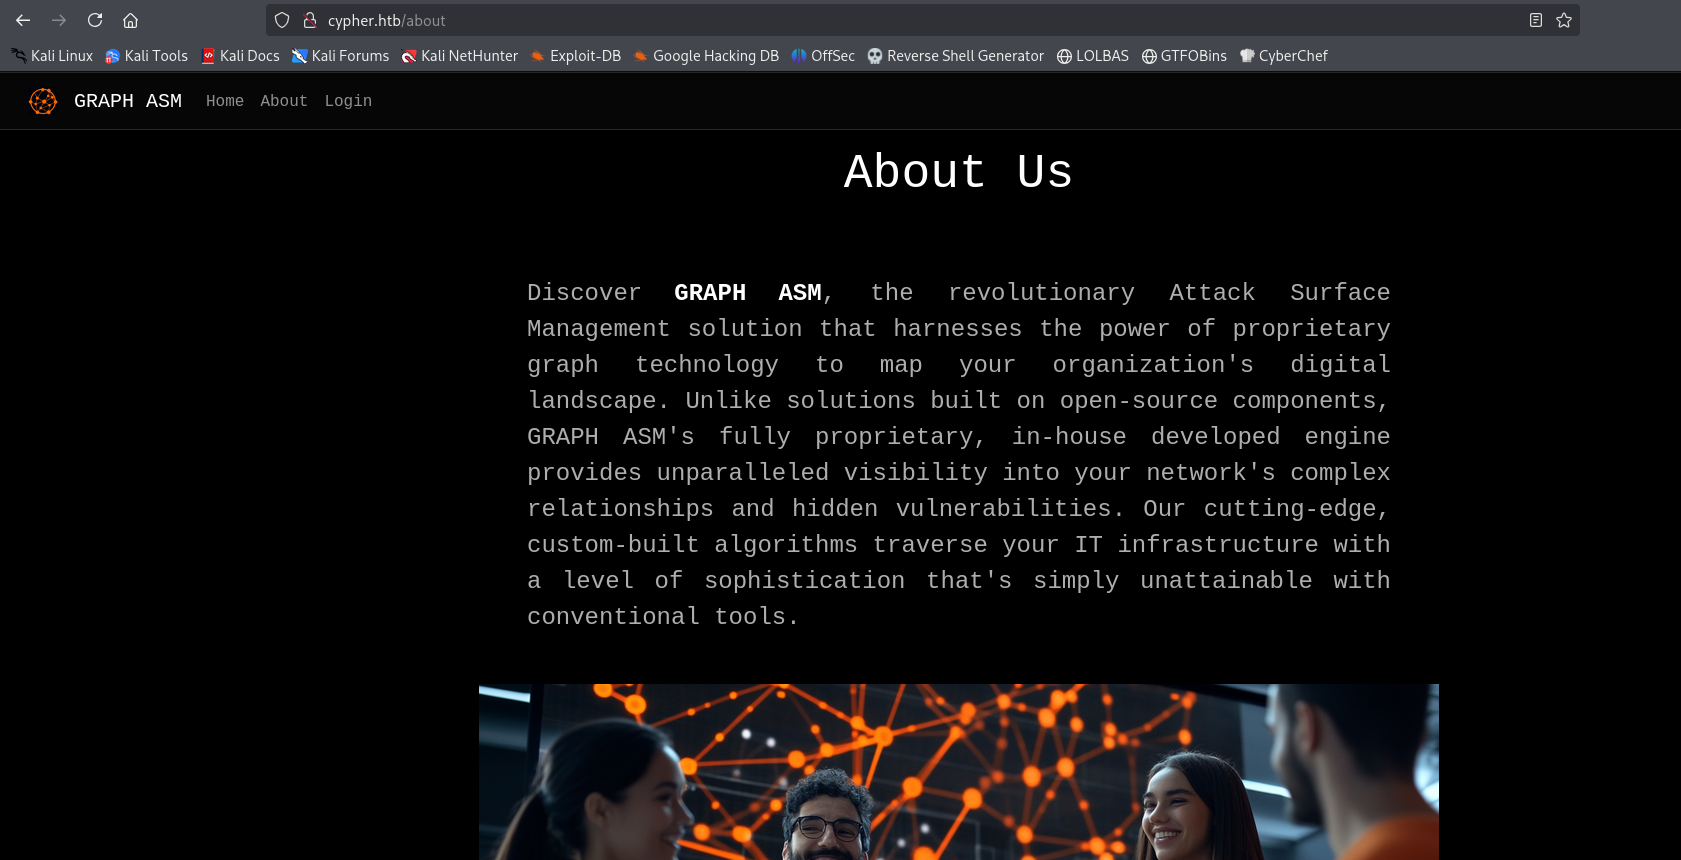 cypher.htb/about
Kali Linux Kali Tools Kali Docs Kali Forums Kali NetHunter Exploit-DB Google Hacking DB OffSec Reverse Shell Generator LOLBAS GTFOBins CyberChef
GRAPH ASM Home About Login
About Us
Discover GRAPH ASM, the revolutionary Attack Surface
Management solution that harnesses the power of proprietary
graph technology to map your organization's digital
landscape. Unlike solutions built on open-source components,
GRAPH ASM's fully proprietary, in-house developed engine
provides unparalleled visibility into your network's complex
relationships and hidden vulnerabilities. Our cutting-edge,
custom-built algorithms traverse your IT infrastructure with
a level of sophistication that's simply unattainable with
conventional tools.